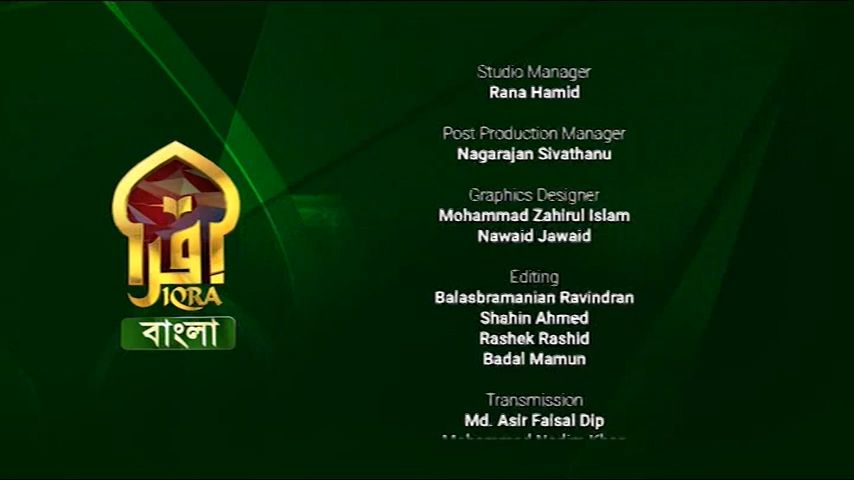 اقرأ
IQRA
বাংলা
Studio Manager
Rana Hamid
Post Production Manager
Nagarajan Sivathanu
Graphics Designer
Mohammad Zahirul Islam
Nawaid Jawaid
Editing
Balasbramanian Ravindran
Shahin Ahmed
Rashek Rashid
Badal Mamun
Transmission
Md. Asir Faisal Dip